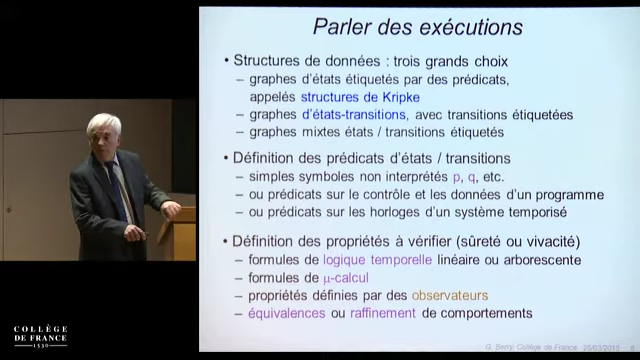 Parler des exécutions
• Structures de données : trois grands choix
– graphes d'états étiquetés par des prédicats,
appelés structures de Kripke
– graphes d'états-transitions, avec transitions étiquetées
– graphes mixtes états / transitions étiquetés
• Définition des prédicats d'états / transitions
– simples symboles non interprétés p, q, etc.
– ou prédicats sur le contrôle et les données d'un programme
– ou prédicats sur les horloges d'un système temporisé
• Définition des propriétés à vérifier (sûreté ou vivacité)
– formules de logique temporelle linéaire ou arborescente
– formules de μ-calcul
– propriétés définies par des observateurs
– équivalences ou raffinement de comportements
COLLÈGE
DE FRANCE
1530
G. Berry, Collège de France, 25/03/2015 8